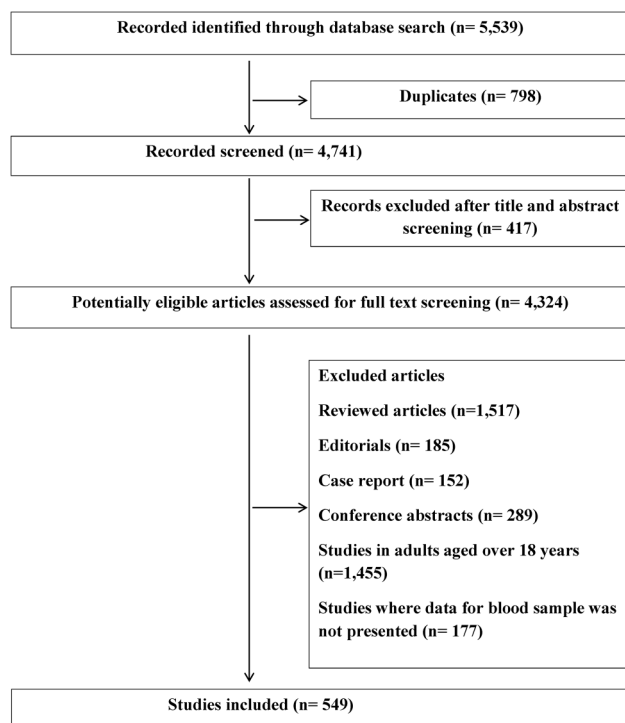 Recorded identified through database search (n= 5,539)
Duplicates (n= 798)
Recorded screened (n= 4,741)
Records excluded after title and abstract
screening (n= 417)
Potentially eligible articles assessed for full text screening (n= 4,324)
Excluded articles
Reviewed articles (n=1,517)
Editorials (n= 185)
Case report (n= 152)
Conference abstracts (n= 289)
Studies in adults aged over 18 years
(n=1,455)
Studies where data for blood sample was
not presented (n= 177)
Studies included (n= 549)